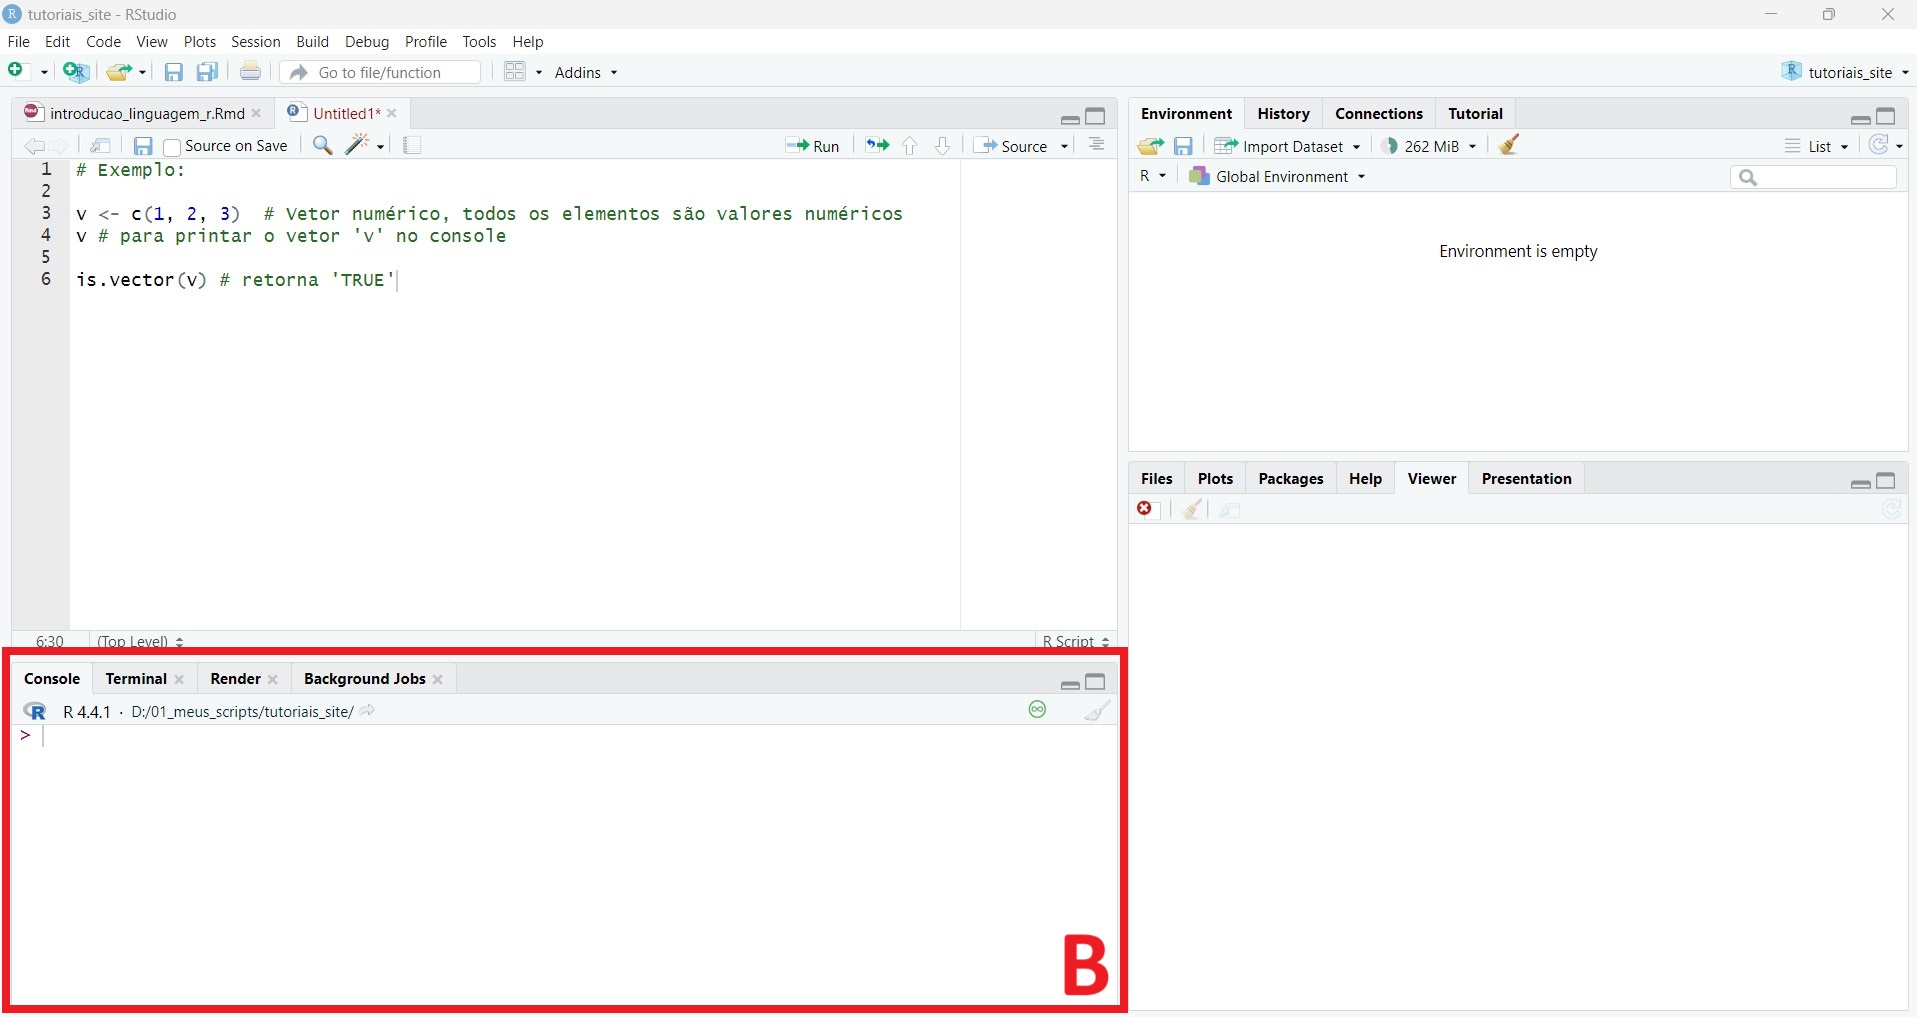 tutoriais_site - RStudio
File Edit Code View Plots Session Build Debug Profile Tools Help
Go to file/function Addins tutoriais_site
introducao_linguagem_r.Rmd Untitled1*
Source on Save Run Source
1 # Exemplo:
2
3 v <- c(1, 2, 3)  # Vetor numérico, todos os elementos são valores numéricos
4 v # para printar o vetor 'v' no console
5
6 is.vector(v) # retorna 'TRUE'
6:30 (Top Level) R Script
Console Terminal Render Background Jobs
R 4.4.1 · D:/01_meus_scripts/tutoriais_site/
>
B
Environment History Connections Tutorial
Import Dataset 262 MiB List
R Global Environment
Environment is empty
Files Plots Packages Help Viewer Presentation